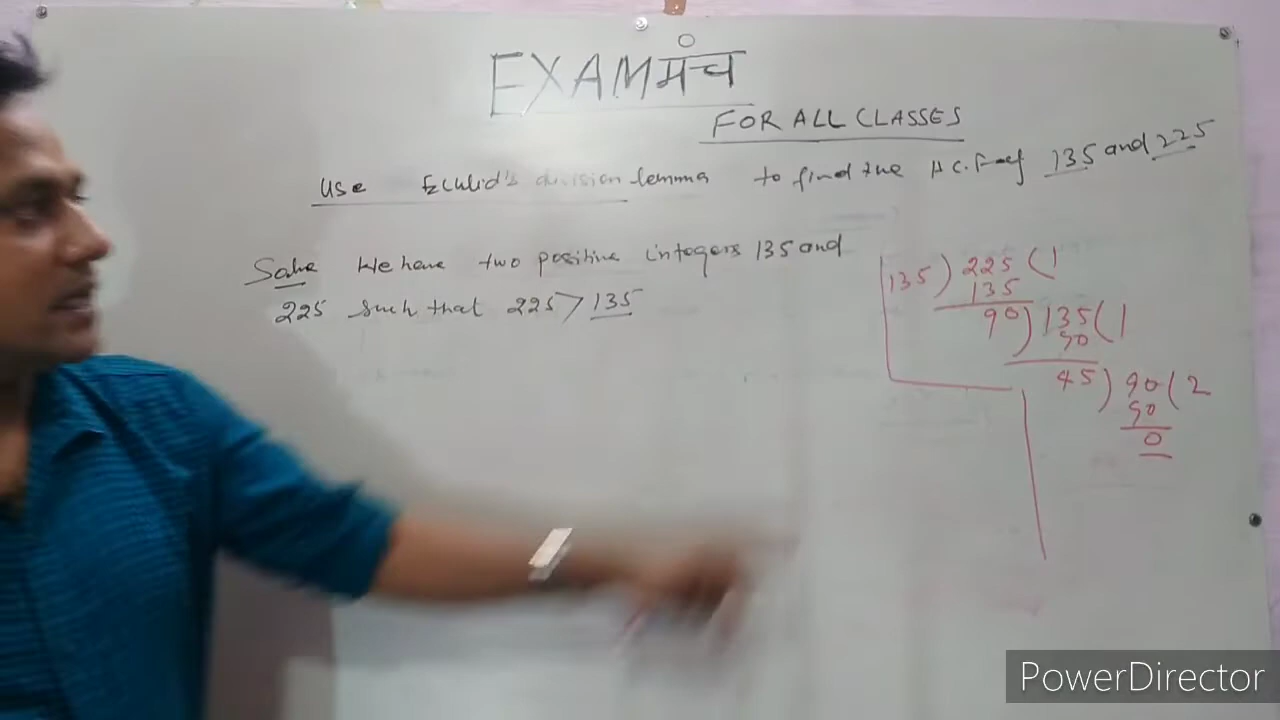 EXAMमंच
FOR ALL CLASSES
Use Eculid's division lemma to find the H.C.F of 135 and 225
Solve We have two positive integers 135 and
225 such that 225 > 135
135 ) 225 ( 1
135
90 ) 135 ( 1
90
45 ) 90 ( 2
90
0
PowerDirector